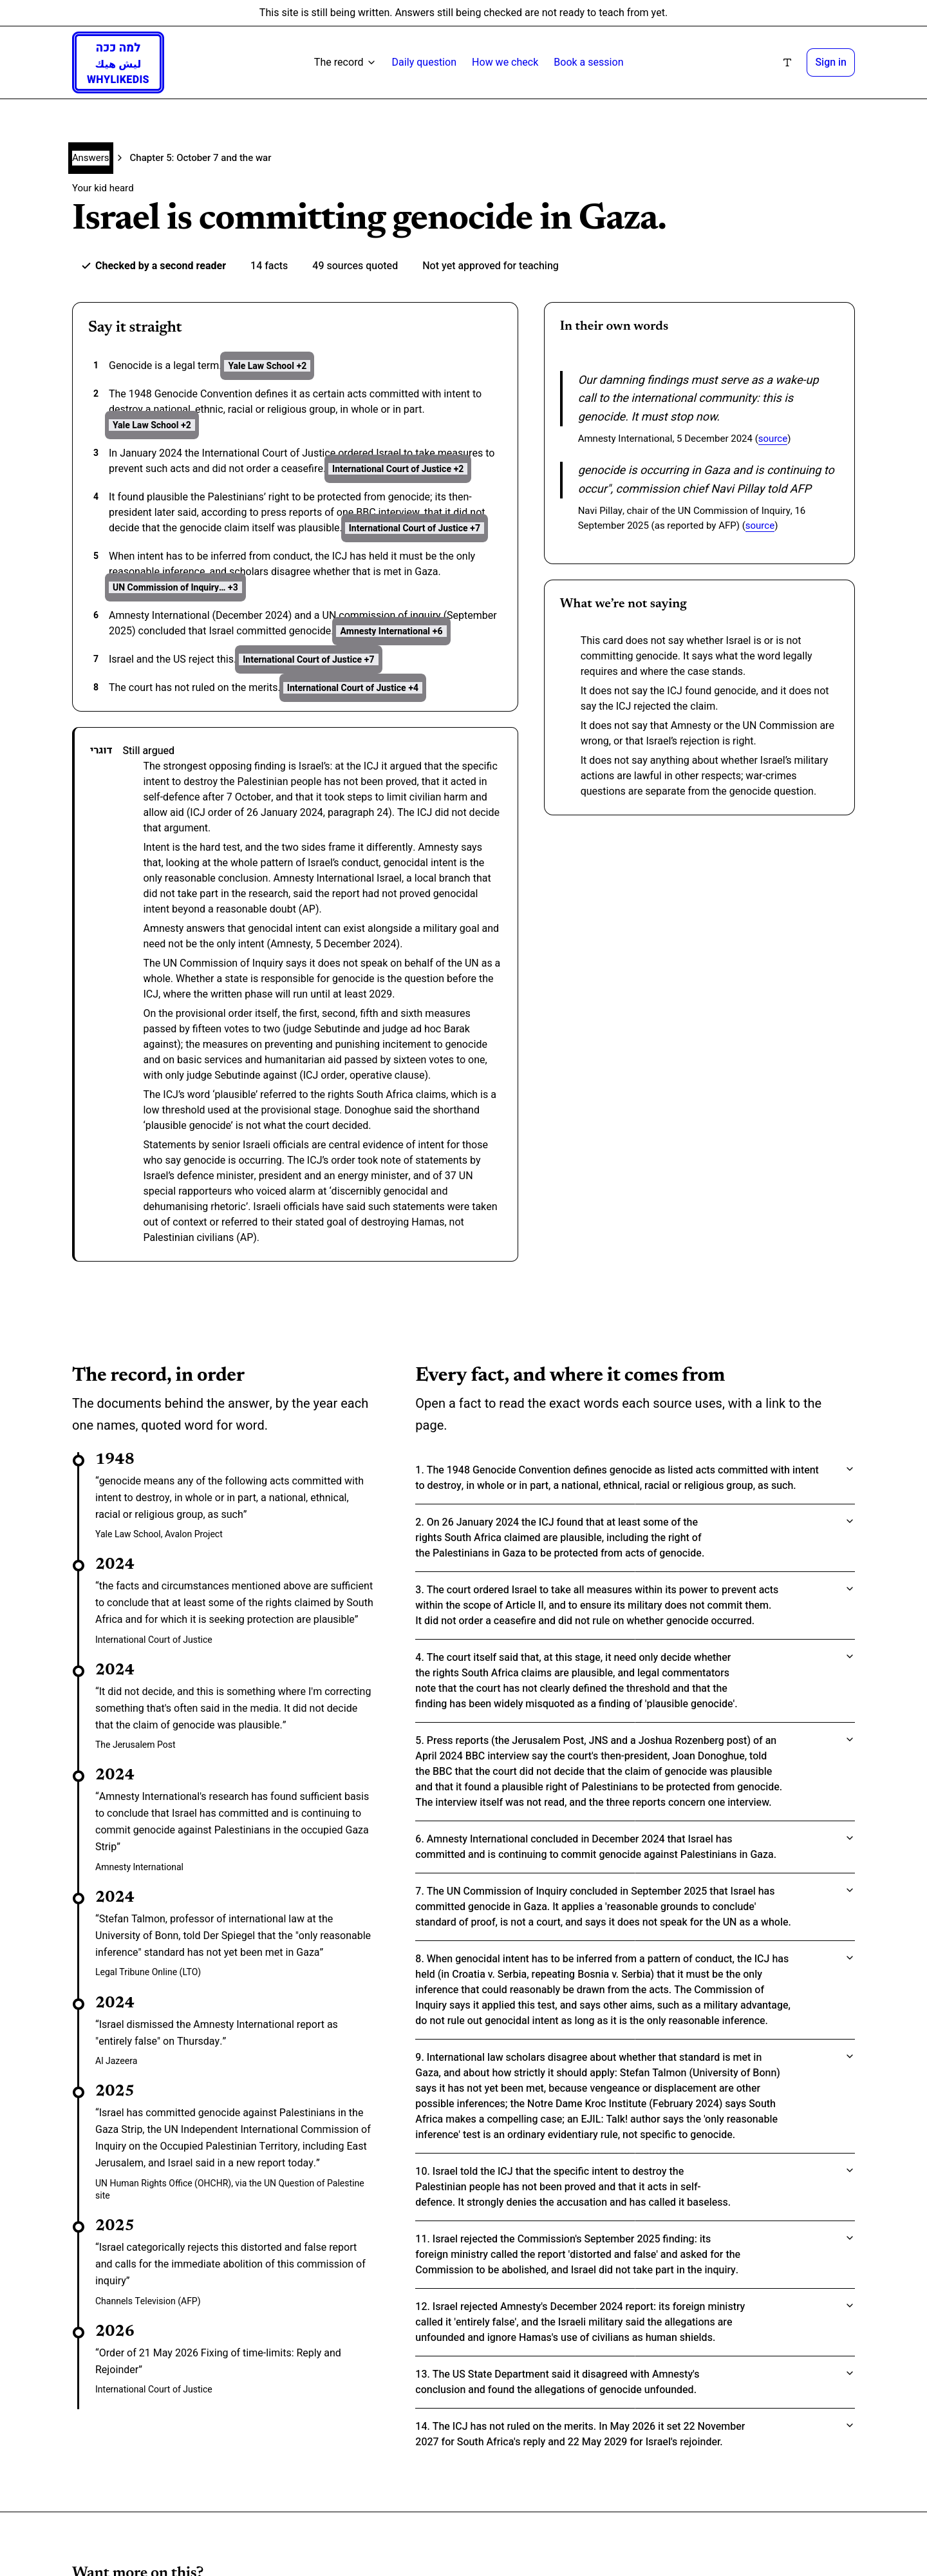 This site is still being written. Answers still being checked are not ready to teach from yet.
למה ככה
ليش هيك
WHYLIKEDIS
The record
Daily question
How we check
Book a session
Sign in
Answers
Chapter 5: October 7 and the war
Your kid heard
Israel is committing genocide in Gaza.
Checked by a second reader
14 facts
49 sources quoted
Not yet approved for teaching
Say it straight
1 Genocide is a legal term. Yale Law School +2
2 The 1948 Genocide Convention defines it as certain acts committed with intent to
destroy a national, ethnic, racial or religious group, in whole or in part.
Yale Law School +2
3 In January 2024 the International Court of Justice ordered Israel to take measures to
prevent such acts and did not order a ceasefire. International Court of Justice +2
4 It found plausible the Palestinians’ right to be protected from genocide; its then-
president later said, according to press reports of one BBC interview, that it did not
decide that the genocide claim itself was plausible. International Court of Justice +7
5 When intent has to be inferred from conduct, the ICJ has held it must be the only
reasonable inference, and scholars disagree whether that is met in Gaza.
UN Commission of Inquiry… +3
6 Amnesty International (December 2024) and a UN commission of inquiry (September
2025) concluded that Israel committed genocide. Amnesty International +6
7 Israel and the US reject this. International Court of Justice +7
8 The court has not ruled on the merits. International Court of Justice +4
דוגרי Still argued
The strongest opposing finding is Israel’s: at the ICJ it argued that the specific
intent to destroy the Palestinian people has not been proved, that it acted in
self-defence after 7 October, and that it took steps to limit civilian harm and
allow aid (ICJ order of 26 January 2024, paragraph 24). The ICJ did not decide
that argument.
Intent is the hard test, and the two sides frame it differently. Amnesty says
that, looking at the whole pattern of Israel’s conduct, genocidal intent is the
only reasonable conclusion. Amnesty International Israel, a local branch that
did not take part in the research, said the report had not proved genocidal
intent beyond a reasonable doubt (AP).
Amnesty answers that genocidal intent can exist alongside a military goal and
need not be the only intent (Amnesty, 5 December 2024).
The UN Commission of Inquiry says it does not speak on behalf of the UN as a
whole. Whether a state is responsible for genocide is the question before the
ICJ, where the written phase will run until at least 2029.
On the provisional order itself, the first, second, fifth and sixth measures
passed by fifteen votes to two (judge Sebutinde and judge ad hoc Barak
against); the measures on preventing and punishing incitement to genocide
and on basic services and humanitarian aid passed by sixteen votes to one,
with only judge Sebutinde against (ICJ order, operative clause).
The ICJ’s word ‘plausible’ referred to the rights South Africa claims, which is a
low threshold used at the provisional stage. Donoghue said the shorthand
‘plausible genocide’ is not what the court decided.
Statements by senior Israeli officials are central evidence of intent for those
who say genocide is occurring. The ICJ’s order took note of statements by
Israel’s defence minister, president and an energy minister, and of 37 UN
special rapporteurs who voiced alarm at ‘discernibly genocidal and
dehumanising rhetoric’. Israeli officials have said such statements were taken
out of context or referred to their stated goal of destroying Hamas, not
Palestinian civilians (AP).
In their own words
Our damning findings must serve as a wake-up
call to the international community: this is
genocide. It must stop now.
Amnesty International, 5 December 2024 (source)
genocide is occurring in Gaza and is continuing to
occur", commission chief Navi Pillay told AFP
Navi Pillay, chair of the UN Commission of Inquiry, 16
September 2025 (as reported by AFP) (source)
What we’re not saying
This card does not say whether Israel is or is not
committing genocide. It says what the word legally
requires and where the case stands.
It does not say the ICJ found genocide, and it does not
say the ICJ rejected the claim.
It does not say that Amnesty or the UN Commission are
wrong, or that Israel’s rejection is right.
It does not say anything about whether Israel’s military
actions are lawful in other respects; war-crimes
questions are separate from the genocide question.
The record, in order
The documents behind the answer, by the year each
one names, quoted word for word.
1948
“genocide means any of the following acts committed with
intent to destroy, in whole or in part, a national, ethnical,
racial or religious group, as such”
Yale Law School, Avalon Project
2024
“the facts and circumstances mentioned above are sufficient
to conclude that at least some of the rights claimed by South
Africa and for which it is seeking protection are plausible”
International Court of Justice
2024
“It did not decide, and this is something where I'm correcting
something that's often said in the media. It did not decide
that the claim of genocide was plausible.”
The Jerusalem Post
2024
“Amnesty International's research has found sufficient basis
to conclude that Israel has committed and is continuing to
commit genocide against Palestinians in the occupied Gaza
Strip”
Amnesty International
2024
“Stefan Talmon, professor of international law at the
University of Bonn, told Der Spiegel that the "only reasonable
inference" standard has not yet been met in Gaza”
Legal Tribune Online (LTO)
2024
“Israel dismissed the Amnesty International report as
"entirely false" on Thursday.”
Al Jazeera
2025
“Israel has committed genocide against Palestinians in the
Gaza Strip, the UN Independent International Commission of
Inquiry on the Occupied Palestinian Territory, including East
Jerusalem, and Israel said in a new report today.”
UN Human Rights Office (OHCHR), via the UN Question of Palestine
site
2025
“Israel categorically rejects this distorted and false report
and calls for the immediate abolition of this commission of
inquiry”
Channels Television (AFP)
2026
“Order of 21 May 2026 Fixing of time-limits: Reply and
Rejoinder”
International Court of Justice
Every fact, and where it comes from
Open a fact to read the exact words each source uses, with a link to the
page.
1. The 1948 Genocide Convention defines genocide as listed acts committed with intent
to destroy, in whole or in part, a national, ethnical, racial or religious group, as such.
2. On 26 January 2024 the ICJ found that at least some of the
rights South Africa claimed are plausible, including the right of
the Palestinians in Gaza to be protected from acts of genocide.
3. The court ordered Israel to take all measures within its power to prevent acts
within the scope of Article II, and to ensure its military does not commit them.
It did not order a ceasefire and did not rule on whether genocide occurred.
4. The court itself said that, at this stage, it need only decide whether
the rights South Africa claims are plausible, and legal commentators
note that the court has not clearly defined the threshold and that the
finding has been widely misquoted as a finding of 'plausible genocide'.
5. Press reports (the Jerusalem Post, JNS and a Joshua Rozenberg post) of an
April 2024 BBC interview say the court's then-president, Joan Donoghue, told
the BBC that the court did not decide that the claim of genocide was plausible
and that it found a plausible right of Palestinians to be protected from genocide.
The interview itself was not read, and the three reports concern one interview.
6. Amnesty International concluded in December 2024 that Israel has
committed and is continuing to commit genocide against Palestinians in Gaza.
7. The UN Commission of Inquiry concluded in September 2025 that Israel has
committed genocide in Gaza. It applies a 'reasonable grounds to conclude'
standard of proof, is not a court, and says it does not speak for the UN as a whole.
8. When genocidal intent has to be inferred from a pattern of conduct, the ICJ has
held (in Croatia v. Serbia, repeating Bosnia v. Serbia) that it must be the only
inference that could reasonably be drawn from the acts. The Commission of
Inquiry says it applied this test, and says other aims, such as a military advantage,
do not rule out genocidal intent as long as it is the only reasonable inference.
9. International law scholars disagree about whether that standard is met in
Gaza, and about how strictly it should apply: Stefan Talmon (University of Bonn)
says it has not yet been met, because vengeance or displacement are other
possible inferences; the Notre Dame Kroc Institute (February 2024) says South
Africa makes a compelling case; an EJIL: Talk! author says the 'only reasonable
inference' test is an ordinary evidentiary rule, not specific to genocide.
10. Israel told the ICJ that the specific intent to destroy the
Palestinian people has not been proved and that it acts in self-
defence. It strongly denies the accusation and has called it baseless.
11. Israel rejected the Commission's September 2025 finding: its
foreign ministry called the report 'distorted and false' and asked for the
Commission to be abolished, and Israel did not take part in the inquiry.
12. Israel rejected Amnesty's December 2024 report: its foreign ministry
called it 'entirely false', and the Israeli military said the allegations are
unfounded and ignore Hamas's use of civilians as human shields.
13. The US State Department said it disagreed with Amnesty's
conclusion and found the allegations of genocide unfounded.
14. The ICJ has not ruled on the merits. In May 2026 it set 22 November
2027 for South Africa's reply and 22 May 2029 for Israel's rejoinder.
Want more on this?